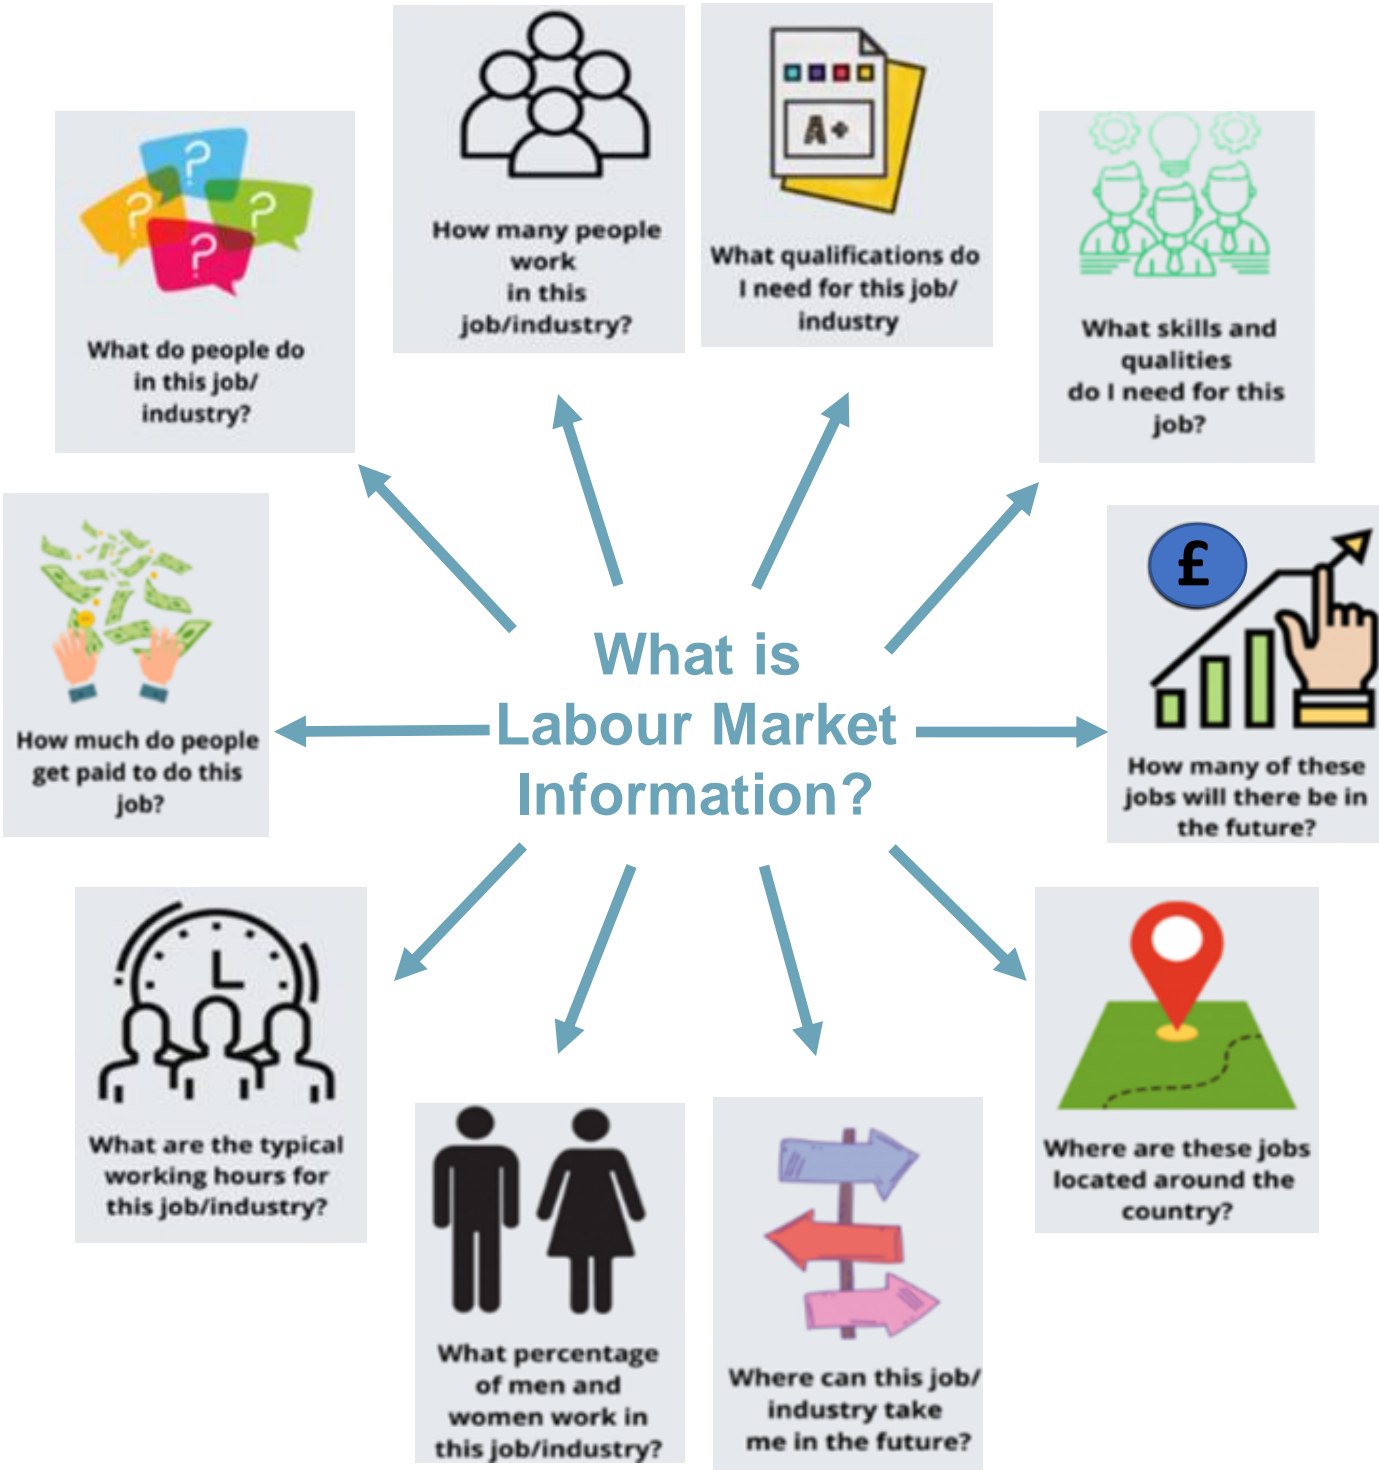 How many people
work
in this
job/industry?
A+
What qualifications do
I need for this job/
industry
? ? ? ?
What do people do
in this job/
industry?
What skills and
qualities
do I need for this
job?
How much do people
get paid to do this
job?
What is
Labour Market
Information?
£
How many of these
jobs will there be in
the future?
What are the typical
working hours for
this job/industry?
Where are these jobs
located around the
country?
What percentage
of men and
women work in
this job/industry?
Where can this job/
industry take
me in the future?